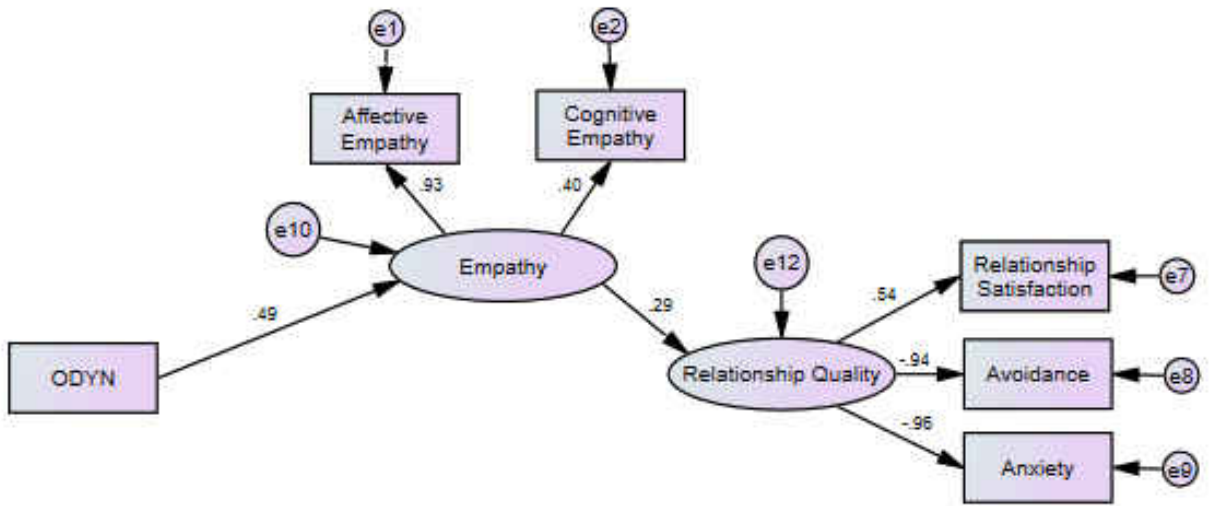 e1
e2
Affective
Empathy
Cognitive
Empathy
.93
.40
e10
Empathy
e12
Relationship
Satisfaction
e7
.49
.29
.54
ODYN
Relationship Quality
-.94
Avoidance
e8
-.96
Anxiety
e9